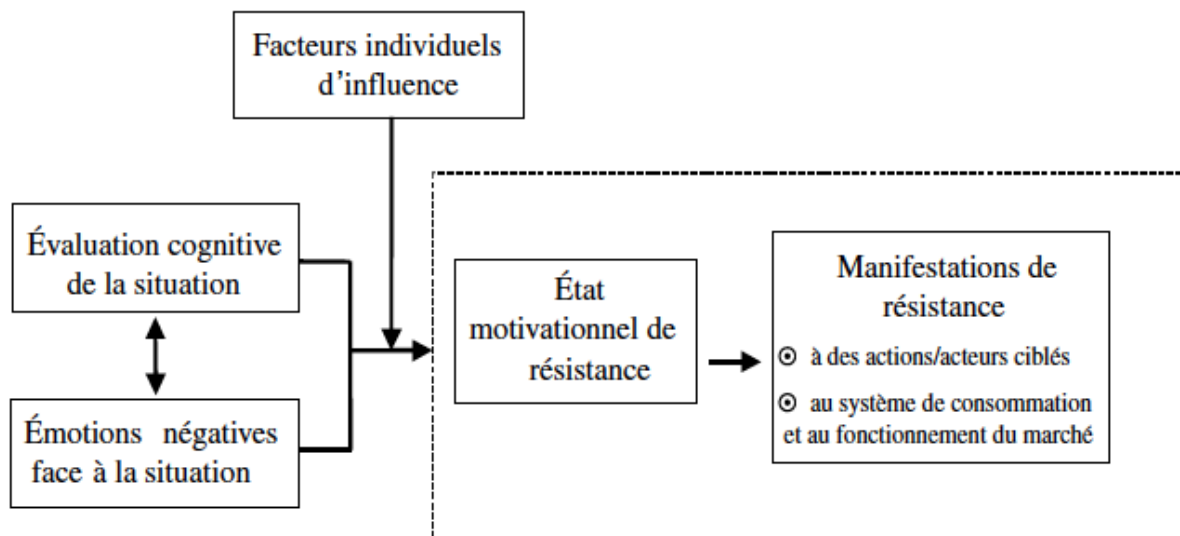 Facteurs individuels
d’influence
Évaluation cognitive
de la situation
Émotions négatives
face à la situation
État
motivationnel de
résistance
Manifestations de
résistance
à des actions/acteurs ciblés
au système de consommation
et au fonctionnement du marché